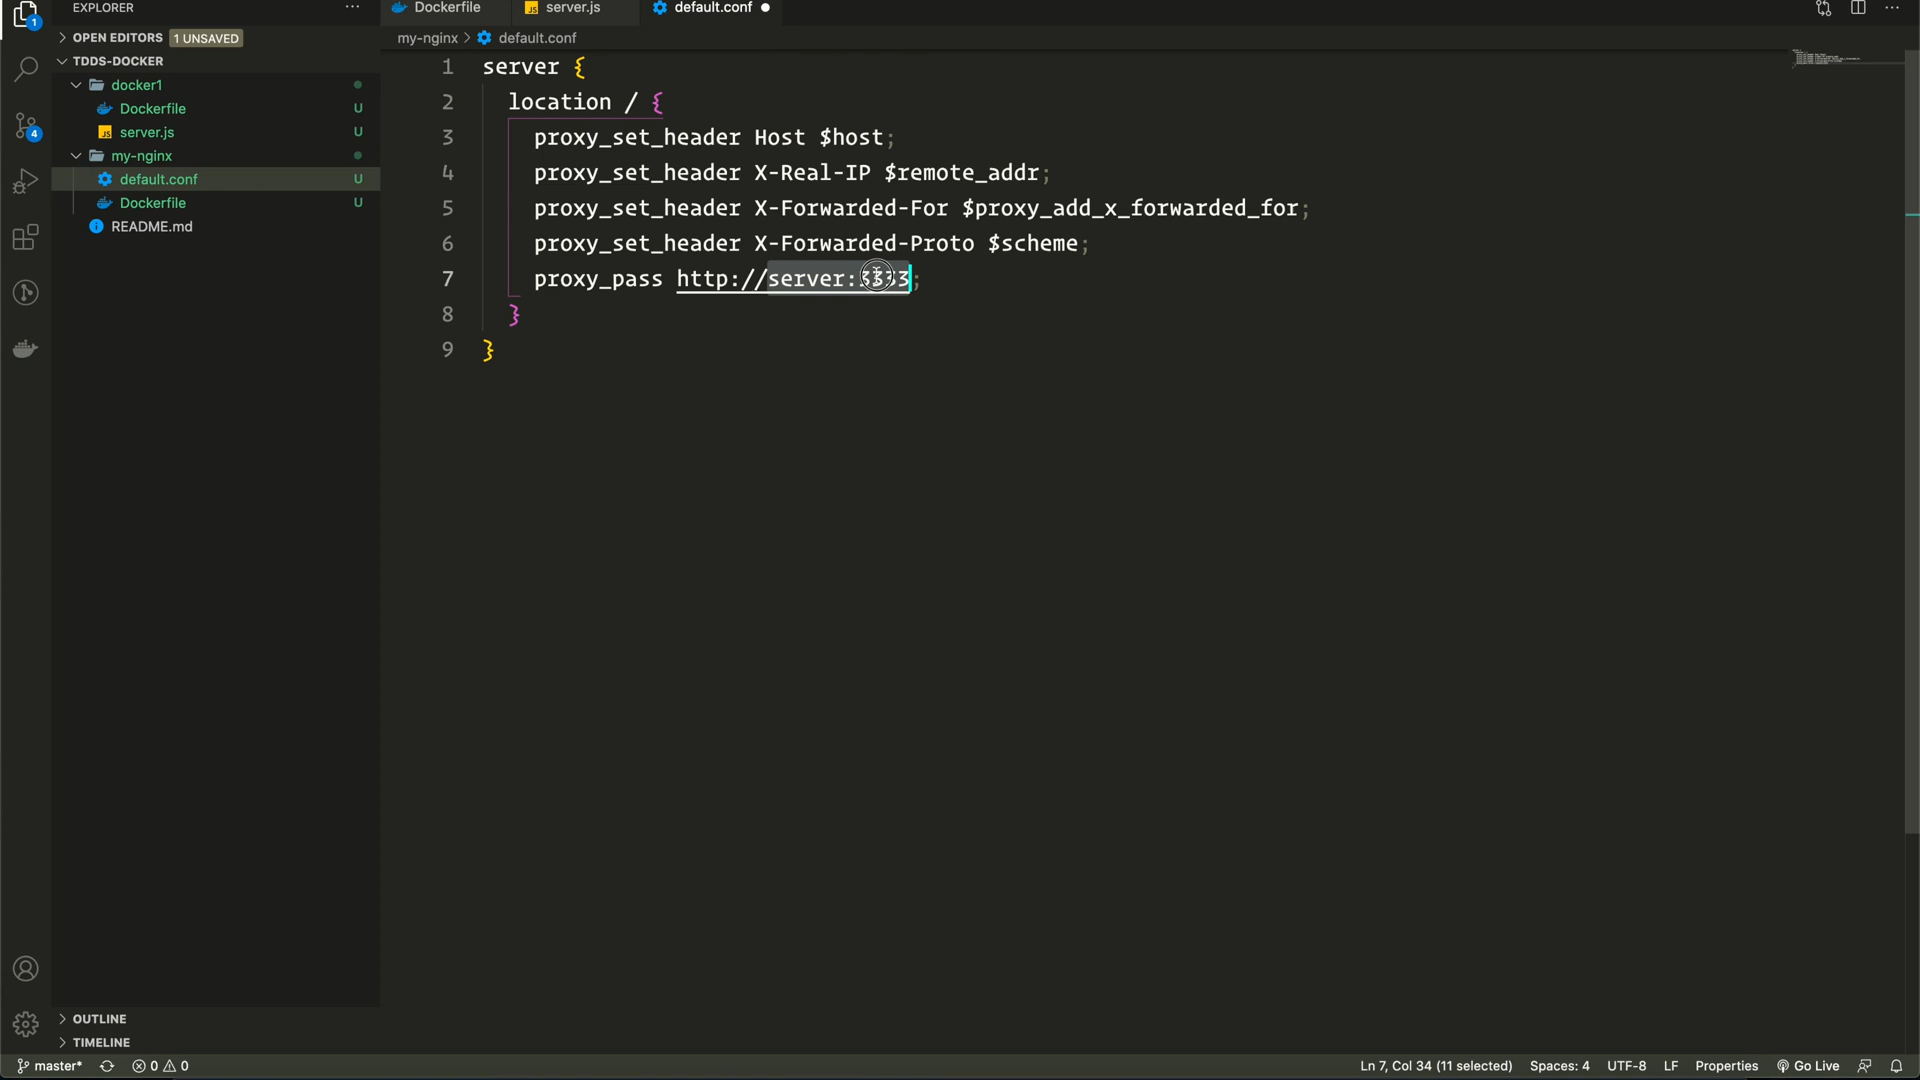 EXPLORER
Dockerfile
server.js
default.conf
1
OPEN EDITORS 1 UNSAVED
my-nginx > default.conf
TDDS-DOCKER
docker1
Dockerfile U
server.js U
my-nginx
default.conf U
Dockerfile U
README.md
4
1 server {
2 location / {
3 proxy_set_header Host $host;
4 proxy_set_header X-Real-IP $remote_addr;
5 proxy_set_header X-Forwarded-For $proxy_add_x_forwarded_for;
6 proxy_set_header X-Forwarded-Proto $scheme;
7 proxy_pass http://server:3333;
8 }
9 }
OUTLINE
TIMELINE
master* 0 0 Ln 7, Col 34 (11 selected) Spaces: 4 UTF-8 LF Properties Go Live